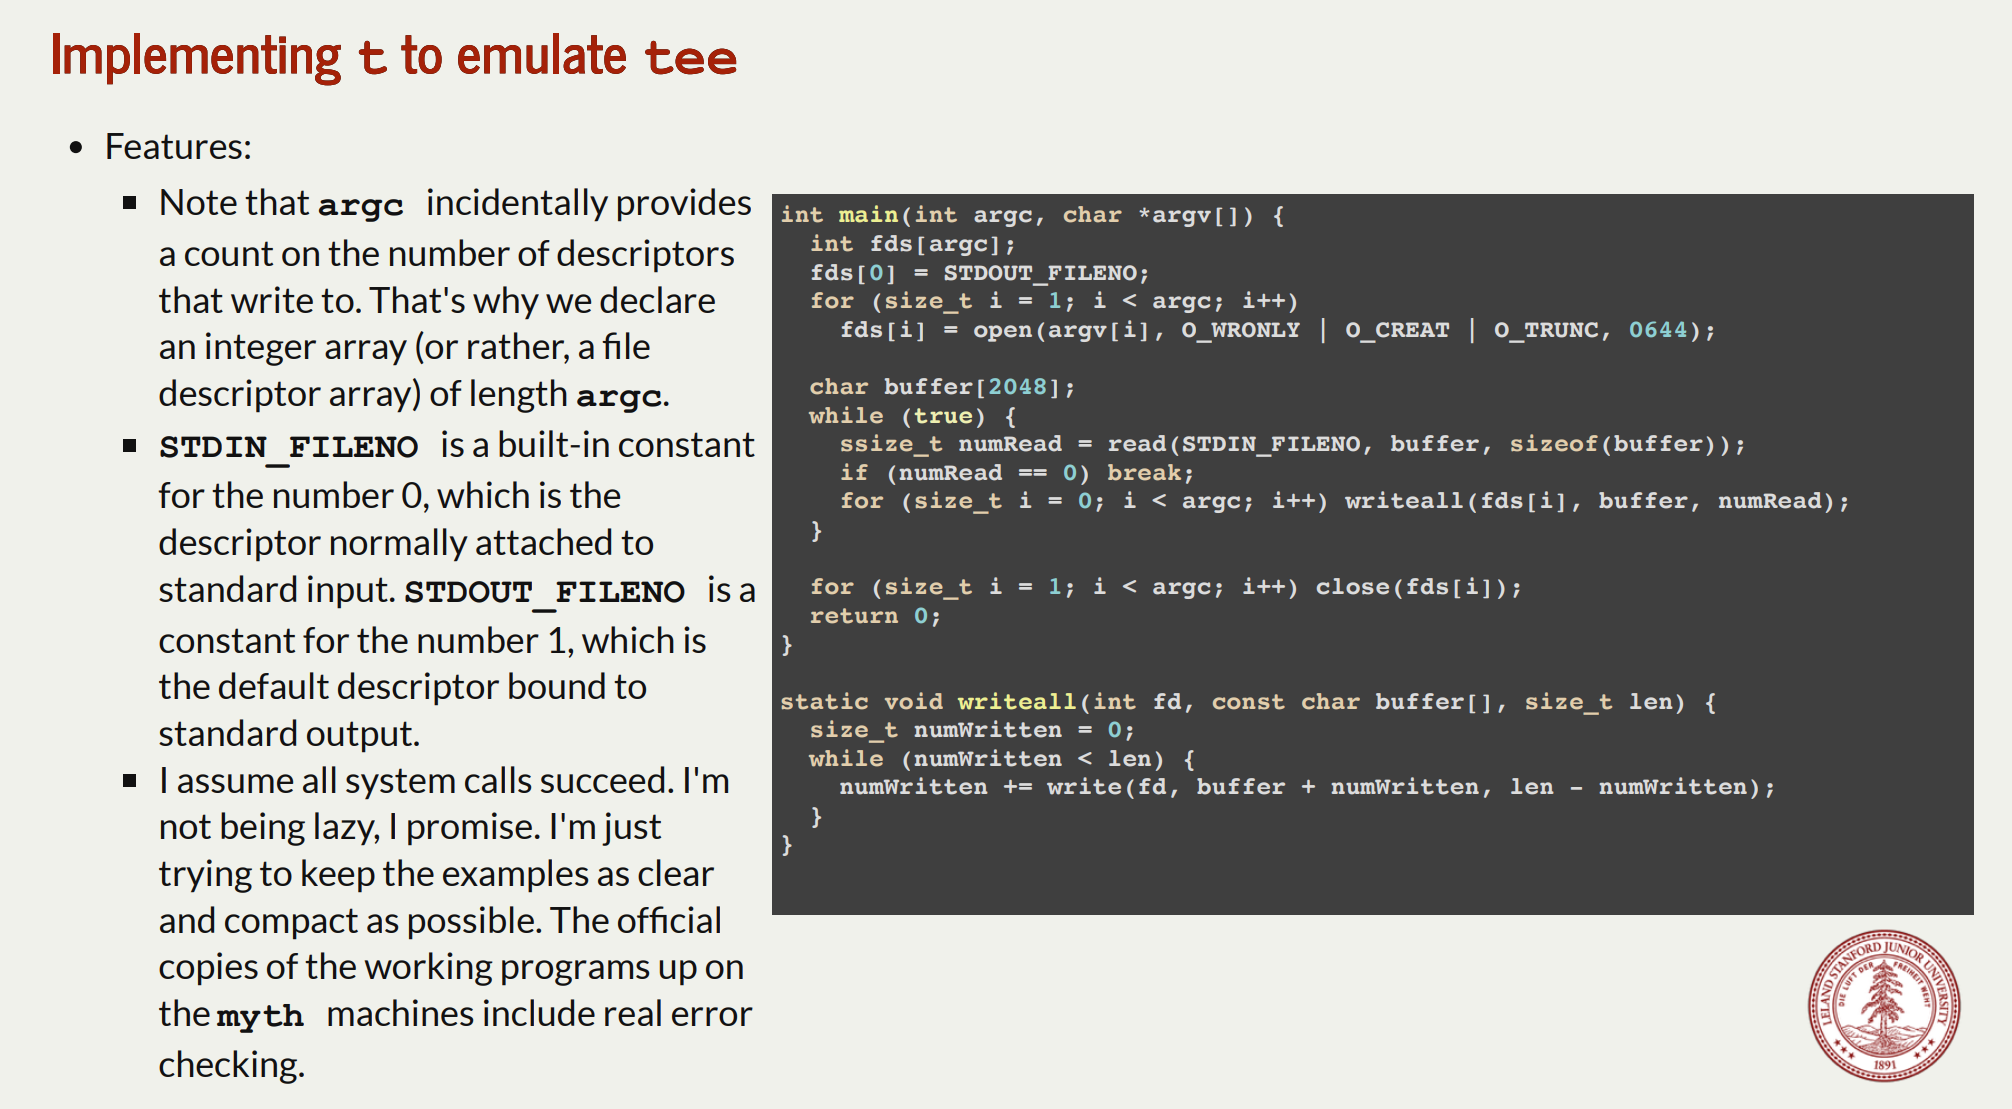 Implementing t to emulate tee
• Features:
▪ Note that argc incidentally provides
a count on the number of descriptors
that write to. That's why we declare
an integer array (or rather, a file
descriptor array) of length argc.
▪ STDIN_FILENO is a built-in constant
for the number 0, which is the
descriptor normally attached to
standard input. STDOUT_FILENO is a
constant for the number 1, which is
the default descriptor bound to
standard output.
▪ I assume all system calls succeed. I'm
not being lazy, I promise. I'm just
trying to keep the examples as clear
and compact as possible. The official
copies of the working programs up on
the myth machines include real error
checking.
int main(int argc, char *argv[]) {
  int fds[argc];
  fds[0] = STDOUT_FILENO;
  for (size_t i = 1; i < argc; i++)
    fds[i] = open(argv[i], O_WRONLY | O_CREAT | O_TRUNC, 0644);
  char buffer[2048];
  while (true) {
    ssize_t numRead = read(STDIN_FILENO, buffer, sizeof(buffer));
    if (numRead == 0) break;
    for (size_t i = 0; i < argc; i++) writeall(fds[i], buffer, numRead);
  }
  for (size_t i = 1; i < argc; i++) close(fds[i]);
  return 0;
}
static void writeall(int fd, const char buffer[], size_t len) {
  size_t numWritten = 0;
  while (numWritten < len) {
    numWritten += write(fd, buffer + numWritten, len - numWritten);
  }
}
LELAND STANFORD JUNIOR UNIVERSITY
DIE LUFT DER FREIHEIT WEHT
1891